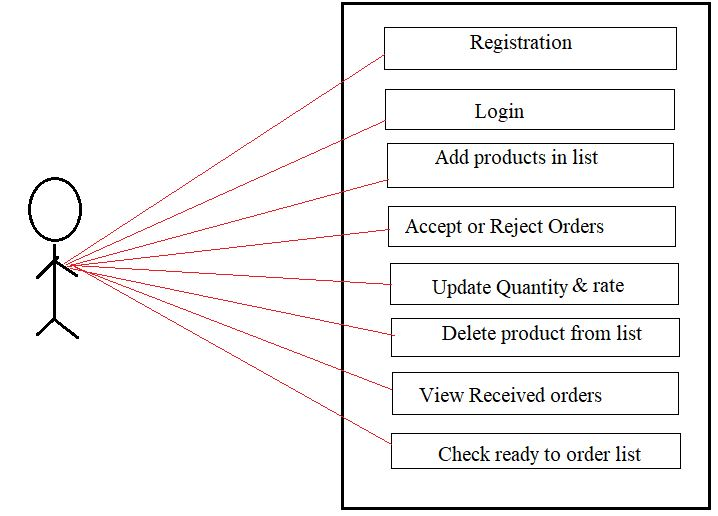 Registration
Login
Add products in list
Accept or Reject Orders
Update Quantity & rate
Delete product from list
View Received orders
Check ready to order list